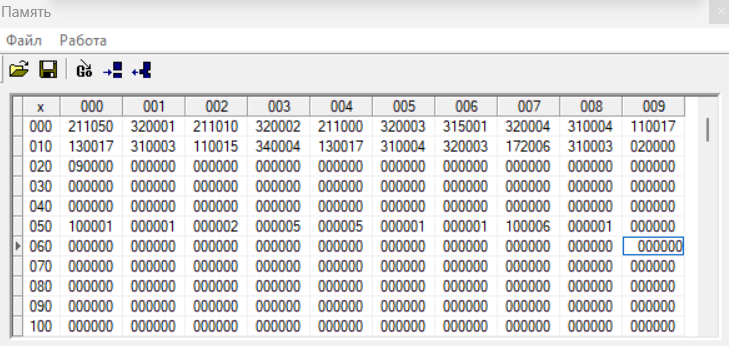 Память
Файл Работа
Go
x 000 001 002 003 004 005 006 007 008 009
000 211050 320001 211010 320002 211000 320003 315001 320004 310004 110017
010 130017 310003 110015 340004 130017 310004 320003 172006 310003 020000
020 090000 000000 000000 000000 000000 000000 000000 000000 000000 000000
030 000000 000000 000000 000000 000000 000000 000000 000000 000000 000000
040 000000 000000 000000 000000 000000 000000 000000 000000 000000 000000
050 100001 000001 000002 000005 000005 000001 000001 100006 000001 000000
060 000000 000000 000000 000000 000000 000000 000000 000000 000000 000000
070 000000 000000 000000 000000 000000 000000 000000 000000 000000 000000
080 000000 000000 000000 000000 000000 000000 000000 000000 000000 000000
090 000000 000000 000000 000000 000000 000000 000000 000000 000000 000000
100 000000 000000 000000 000000 000000 000000 000000 000000 000000 000000